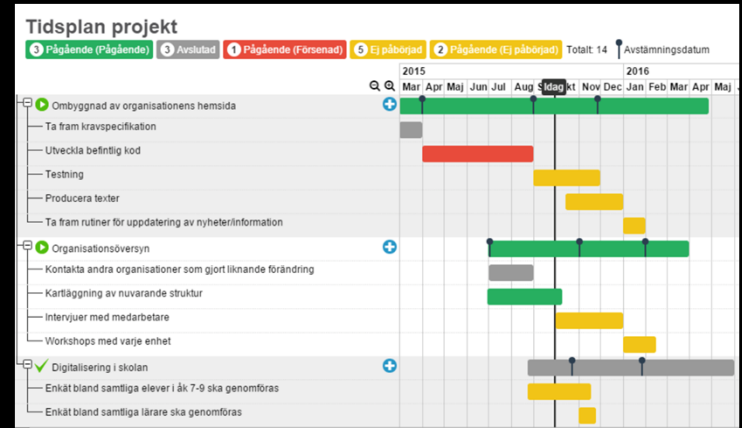 Tidsplan projekt
3 Pågående (Pågående) 3 Avslutad 1 Pågående (Försenad) 5 Ej påbörjad 2 Pågående (Ej påbörjad) Totalt: 14 Avstämningsdatum
2015 2016
Mar Apr Maj Jun Jul Aug S Idag kt Nov Dec Jan Feb Mar Apr Maj
Ombyggnad av organisationens hemsida
Ta fram kravspecifikation
Utveckla befintlig kod
Testning
Producera texter
Ta fram rutiner för uppdatering av nyheter/information
Organisationsöversyn
Kontakta andra organisationer som gjort liknande förändring
Kartläggning av nuvarande struktur
Intervjuer med medarbetare
Workshops med varje enhet
Digitalisering i skolan
Enkät bland samtliga elever i åk 7-9 ska genomföras
Enkät bland samtliga lärare ska genomföras